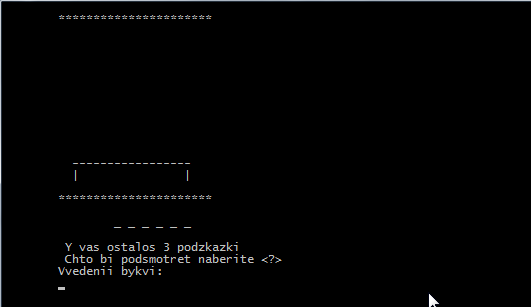 **********************
-----------------
| |
**********************
_ _ _ _ _ _
Y vas ostalos 3 podzkazki
Chto bi podsmotret naberite <?>
Vvedenii bykvi: